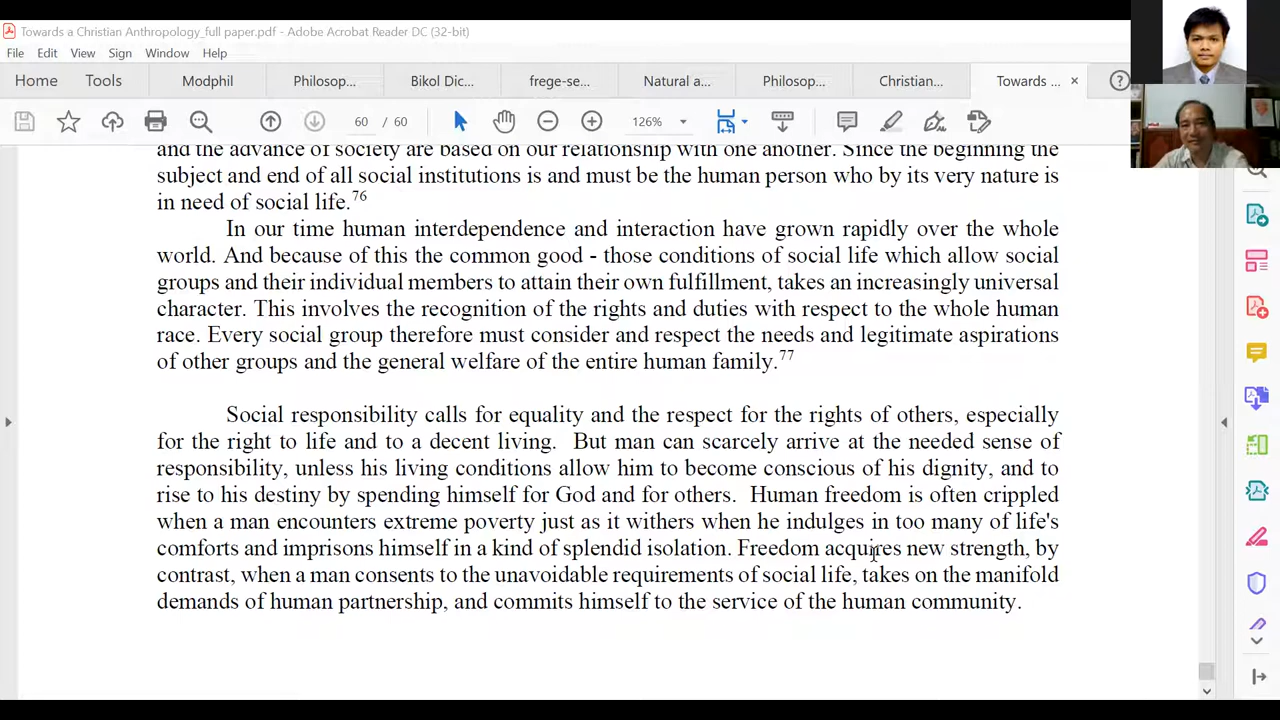 Towards a Christian Anthropology_full paper.pdf - Adobe Acrobat Reader DC (32-bit)
File Edit View Sign Window Help
Home Tools Modphil Philosop... Bikol Dic... frege-se... Natural a... Philosop... Christian... Towards ... ×
60 / 60 126%
and the advance of society are based on our relationship with one another. Since the beginning the
subject and end of all social institutions is and must be the human person who by its very nature is
in need of social life.76
In our time human interdependence and interaction have grown rapidly over the whole
world. And because of this the common good - those conditions of social life which allow social
groups and their individual members to attain their own fulfillment, takes an increasingly universal
character. This involves the recognition of the rights and duties with respect to the whole human
race. Every social group therefore must consider and respect the needs and legitimate aspirations
of other groups and the general welfare of the entire human family.77
Social responsibility calls for equality and the respect for the rights of others, especially
for the right to life and to a decent living. But man can scarcely arrive at the needed sense of
responsibility, unless his living conditions allow him to become conscious of his dignity, and to
rise to his destiny by spending himself for God and for others. Human freedom is often crippled
when a man encounters extreme poverty just as it withers when he indulges in too many of life's
comforts and imprisons himself in a kind of splendid isolation. Freedom acquires new strength, by
contrast, when a man consents to the unavoidable requirements of social life, takes on the manifold
demands of human partnership, and commits himself to the service of the human community.